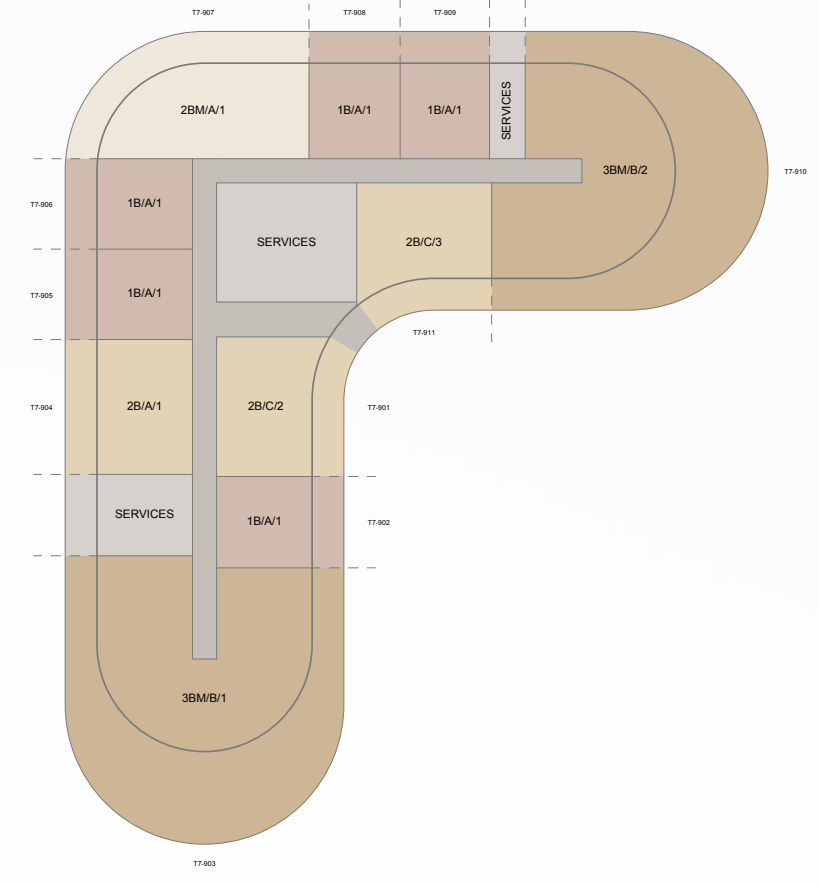 T7-907
T7-908
T7-909
2BM/A/1
1B/A/1
1B/A/1
SERVICES
3BM/B/2
T7-910
T7-906
1B/A/1
SERVICES
2B/C/3
T7-905
1B/A/1
T7-911
T7-904
2B/A/1
2B/C/2
T7-901
SERVICES
1B/A/1
T7-902
3BM/B/1
T7-903